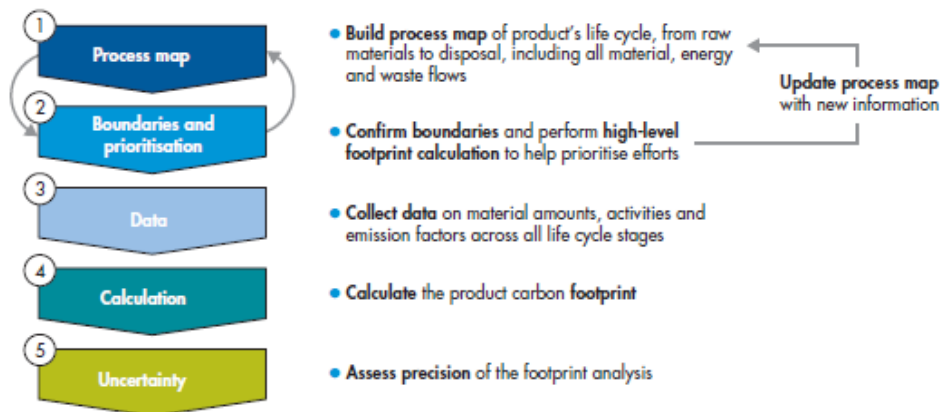 1
Process map
• Build process map of product's life cycle, from raw
materials to disposal, including all material, energy
and waste flows
Update process map
with new information
2
Boundaries and
prioritisation
• Confirm boundaries and perform high-level
footprint calculation to help prioritise efforts
3
Data
• Collect data on material amounts, activities and
emission factors across all life cycle stages
4
Calculation
• Calculate the product carbon footprint
5
Uncertainty
• Assess precision of the footprint analysis